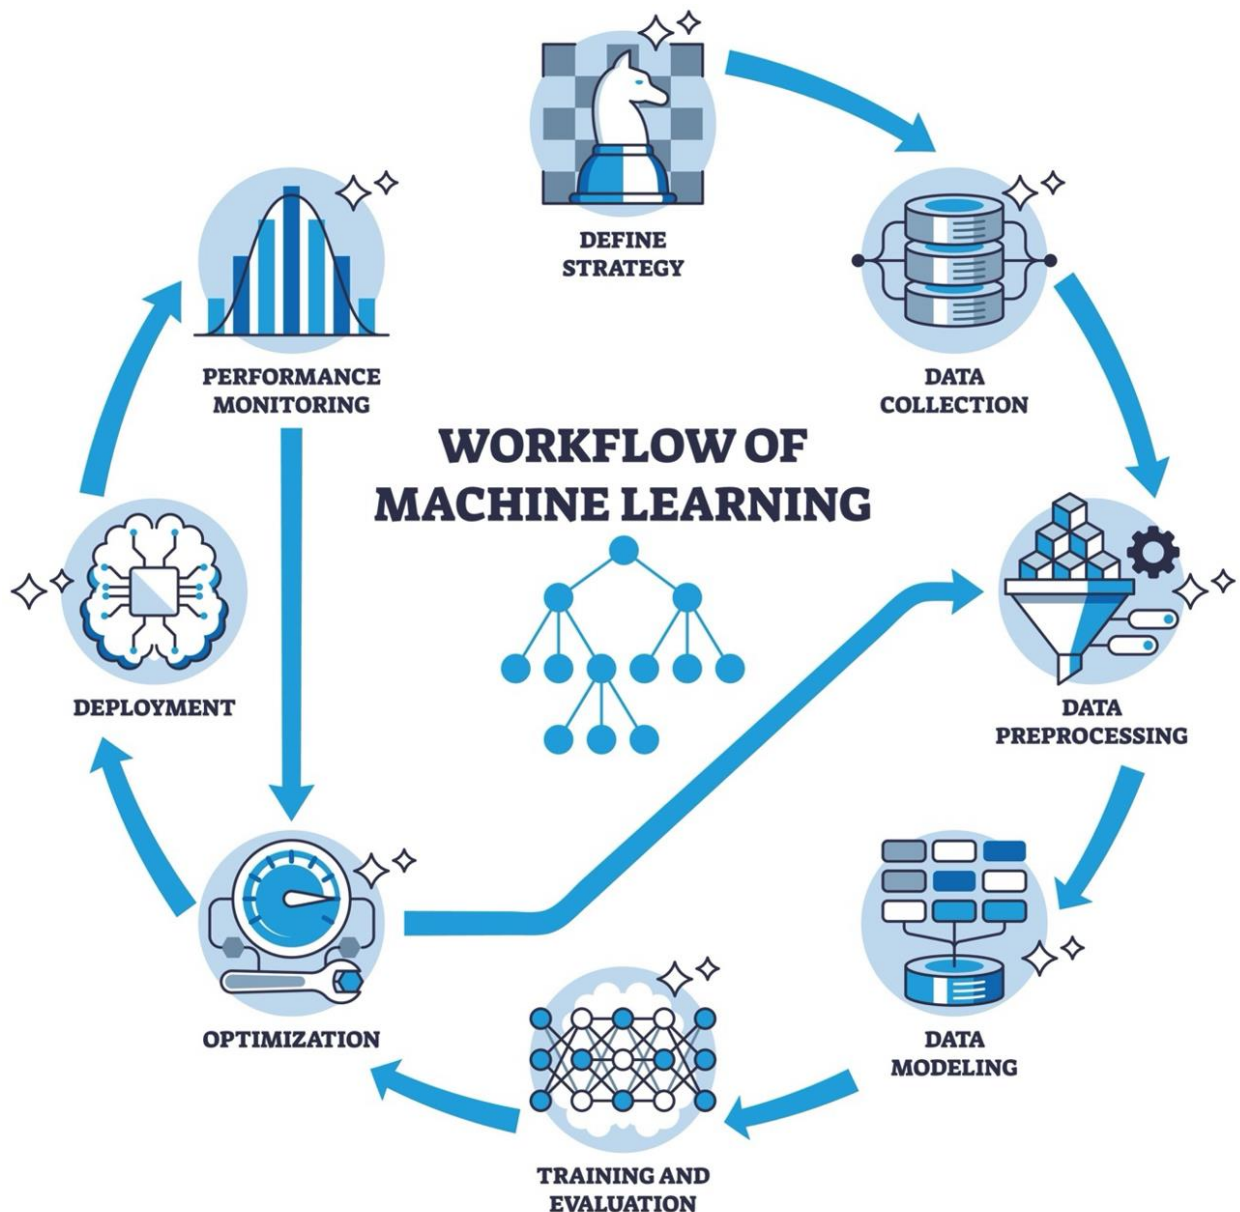 WORKFLOW OF
MACHINE LEARNING
DEFINE
STRATEGY
DATA
COLLECTION
DATA
PREPROCESSING
DATA
MODELING
TRAINING AND
EVALUATION
OPTIMIZATION
DEPLOYMENT
PERFORMANCE
MONITORING